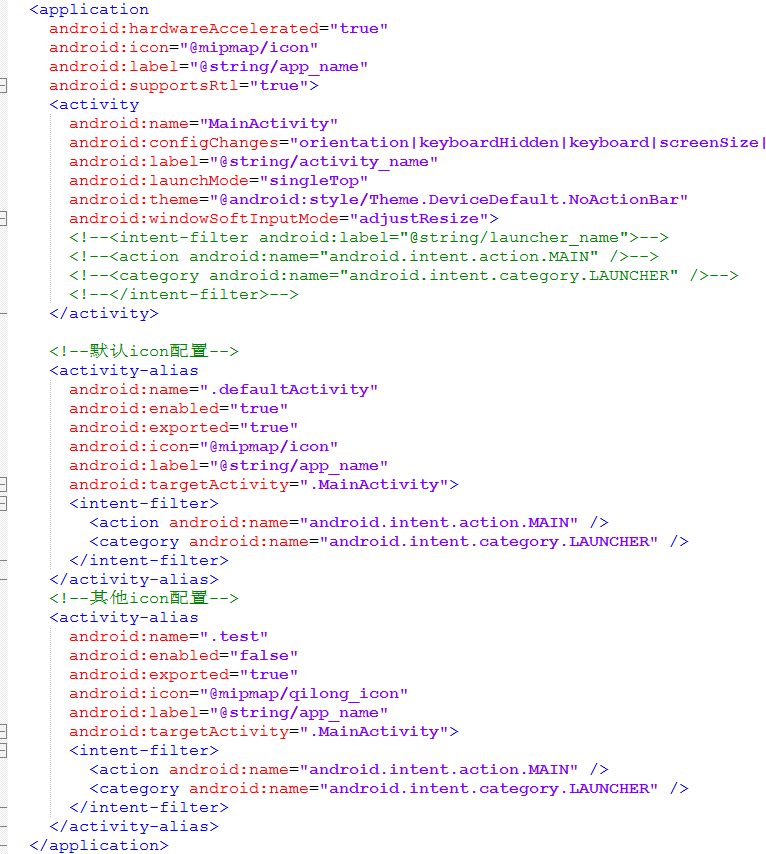 <application
android:hardwareAccelerated="true"
android:icon="@mipmap/icon"
android:label="@string/app_name"
android:supportsRtl="true">
<activity
android:name="MainActivity"
android:configChanges="orientation|keyboardHidden|keyboard|screenSize|
android:label="@string/activity_name"
android:launchMode="singleTop"
android:theme="@android:style/Theme.DeviceDefault.NoActionBar"
android:windowSoftInputMode="adjustResize">
<!--<intent-filter android:label="@string/launcher_name">-->
<!--<action android:name="android.intent.action.MAIN" />-->
<!--<category android:name="android.intent.category.LAUNCHER" />-->
<!--</intent-filter>-->
</activity>
<!--默认icon配置-->
<activity-alias
android:name=".defaultActivity"
android:enabled="true"
android:exported="true"
android:icon="@mipmap/icon"
android:label="@string/app_name"
android:targetActivity=".MainActivity">
<intent-filter>
<action android:name="android.intent.action.MAIN" />
<category android:name="android.intent.category.LAUNCHER" />
</intent-filter>
</activity-alias>
<!--其他icon配置-->
<activity-alias
android:name=".test"
android:enabled="false"
android:exported="true"
android:icon="@mipmap/qilong_icon"
android:label="@string/app_name"
android:targetActivity=".MainActivity">
<intent-filter>
<action android:name="android.intent.action.MAIN" />
<category android:name="android.intent.category.LAUNCHER" />
</intent-filter>
</activity-alias>
</application>